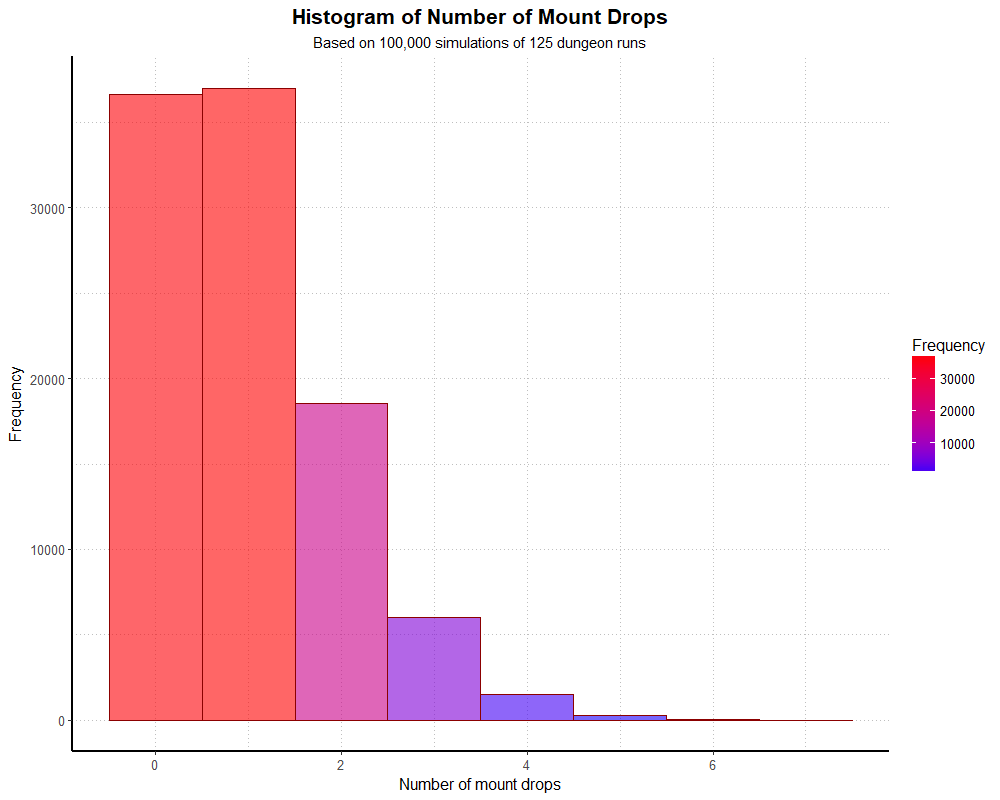 Histogram of Number of Mount Drops
Based on 100,000 simulations of 125 dungeon runs
Frequency
30000
20000
10000
0
0 2 4 6
Number of mount drops
Frequency
30000
20000
10000